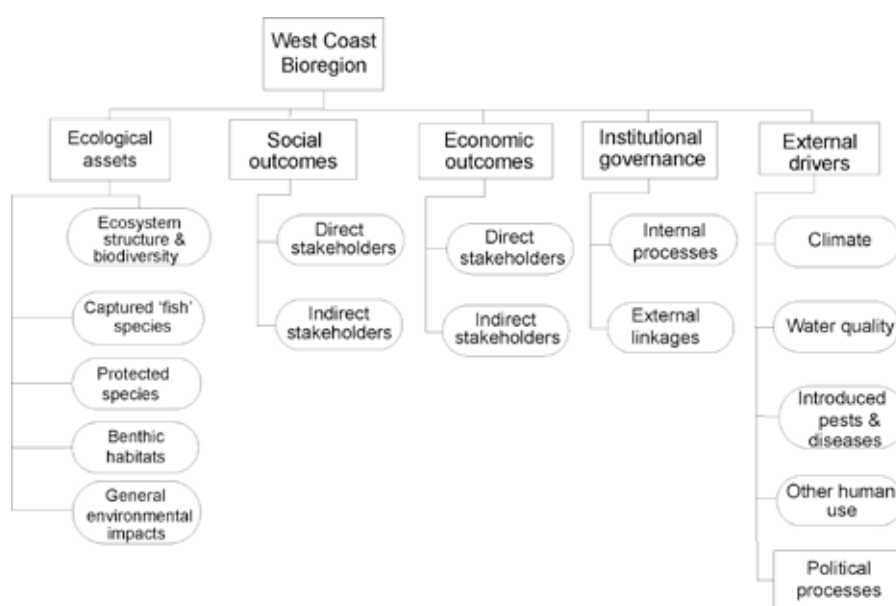 West Coast
Bioregion
Ecological
assets
Social
outcomes
Economic
outcomes
Institutional
governance
External
drivers
Ecosystem
structure &
biodiversity
Captured 'fish'
species
Protected
species
Benthic
habitats
General
environmental
impacts
Direct
stakeholders
Indirect
stakeholders
Direct
stakeholders
Indirect
stakeholders
Internal
processes
External
linkages
Climate
Water quality
Introduced
pests &
diseases
Other human
use
Political
processes